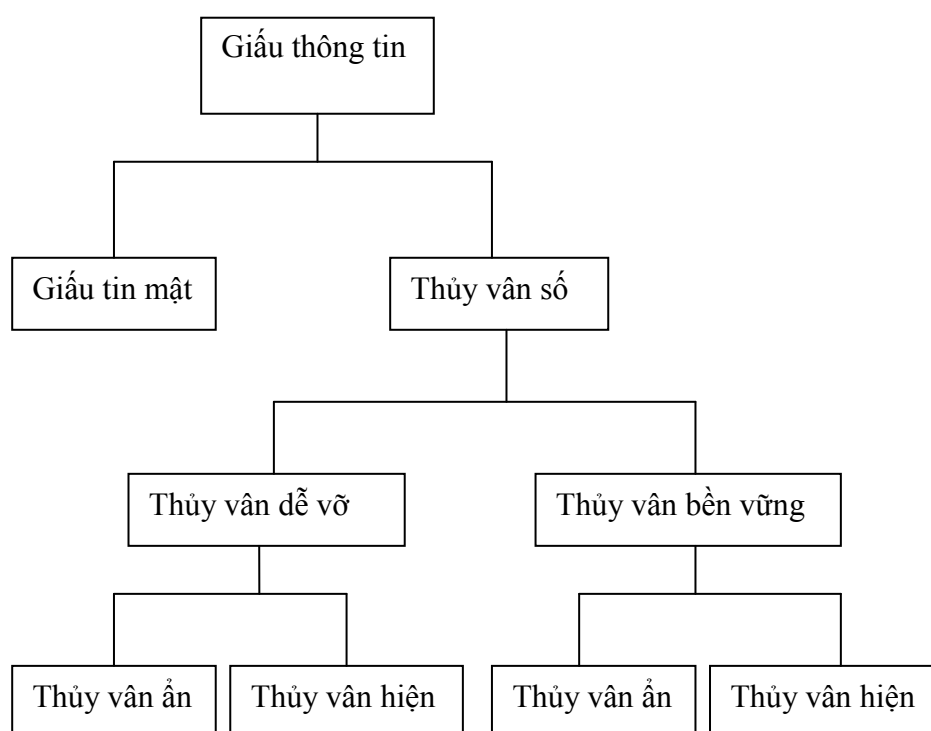 Giấu thông tin
Giấu tin mật
Thủy vân số
Thủy vân dễ vỡ
Thủy vân bền vững
Thủy vân ẩn
Thủy vân hiện
Thủy vân ẩn
Thủy vân hiện